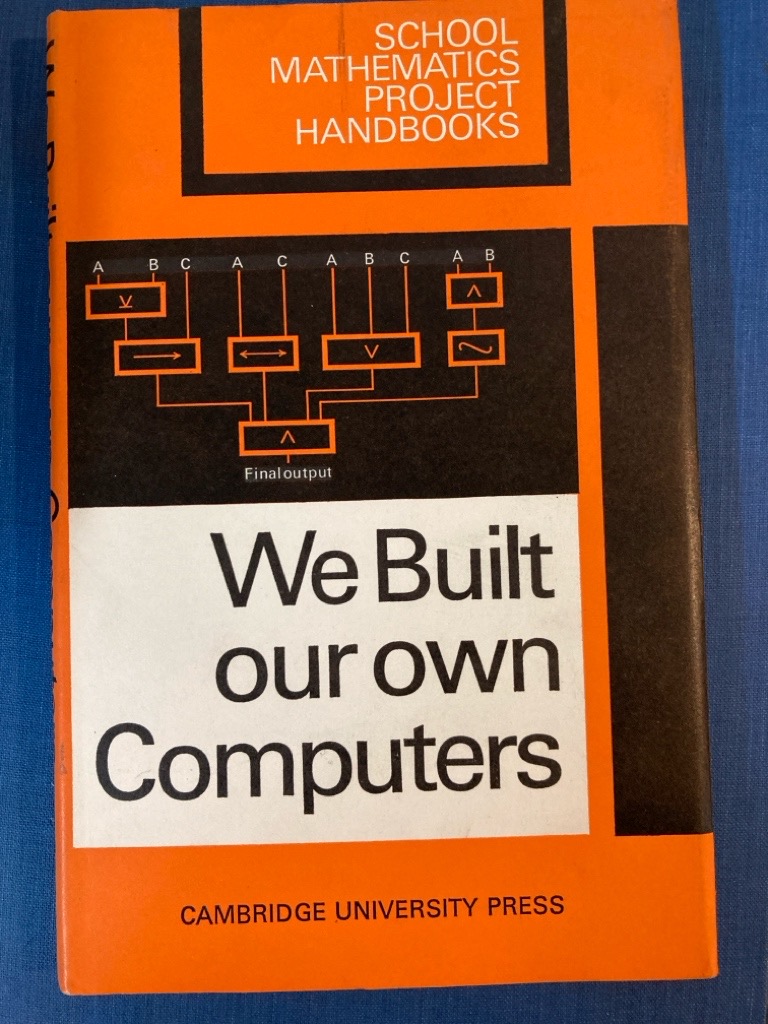 SCHOOL
MATHEMATICS
PROJECT
HANDBOOKS
A B C A C A B C A B
⊻ ∧
→ ↔ ∨ ~
∧
Final output
We Built
our own
Computers
CAMBRIDGE UNIVERSITY PRESS